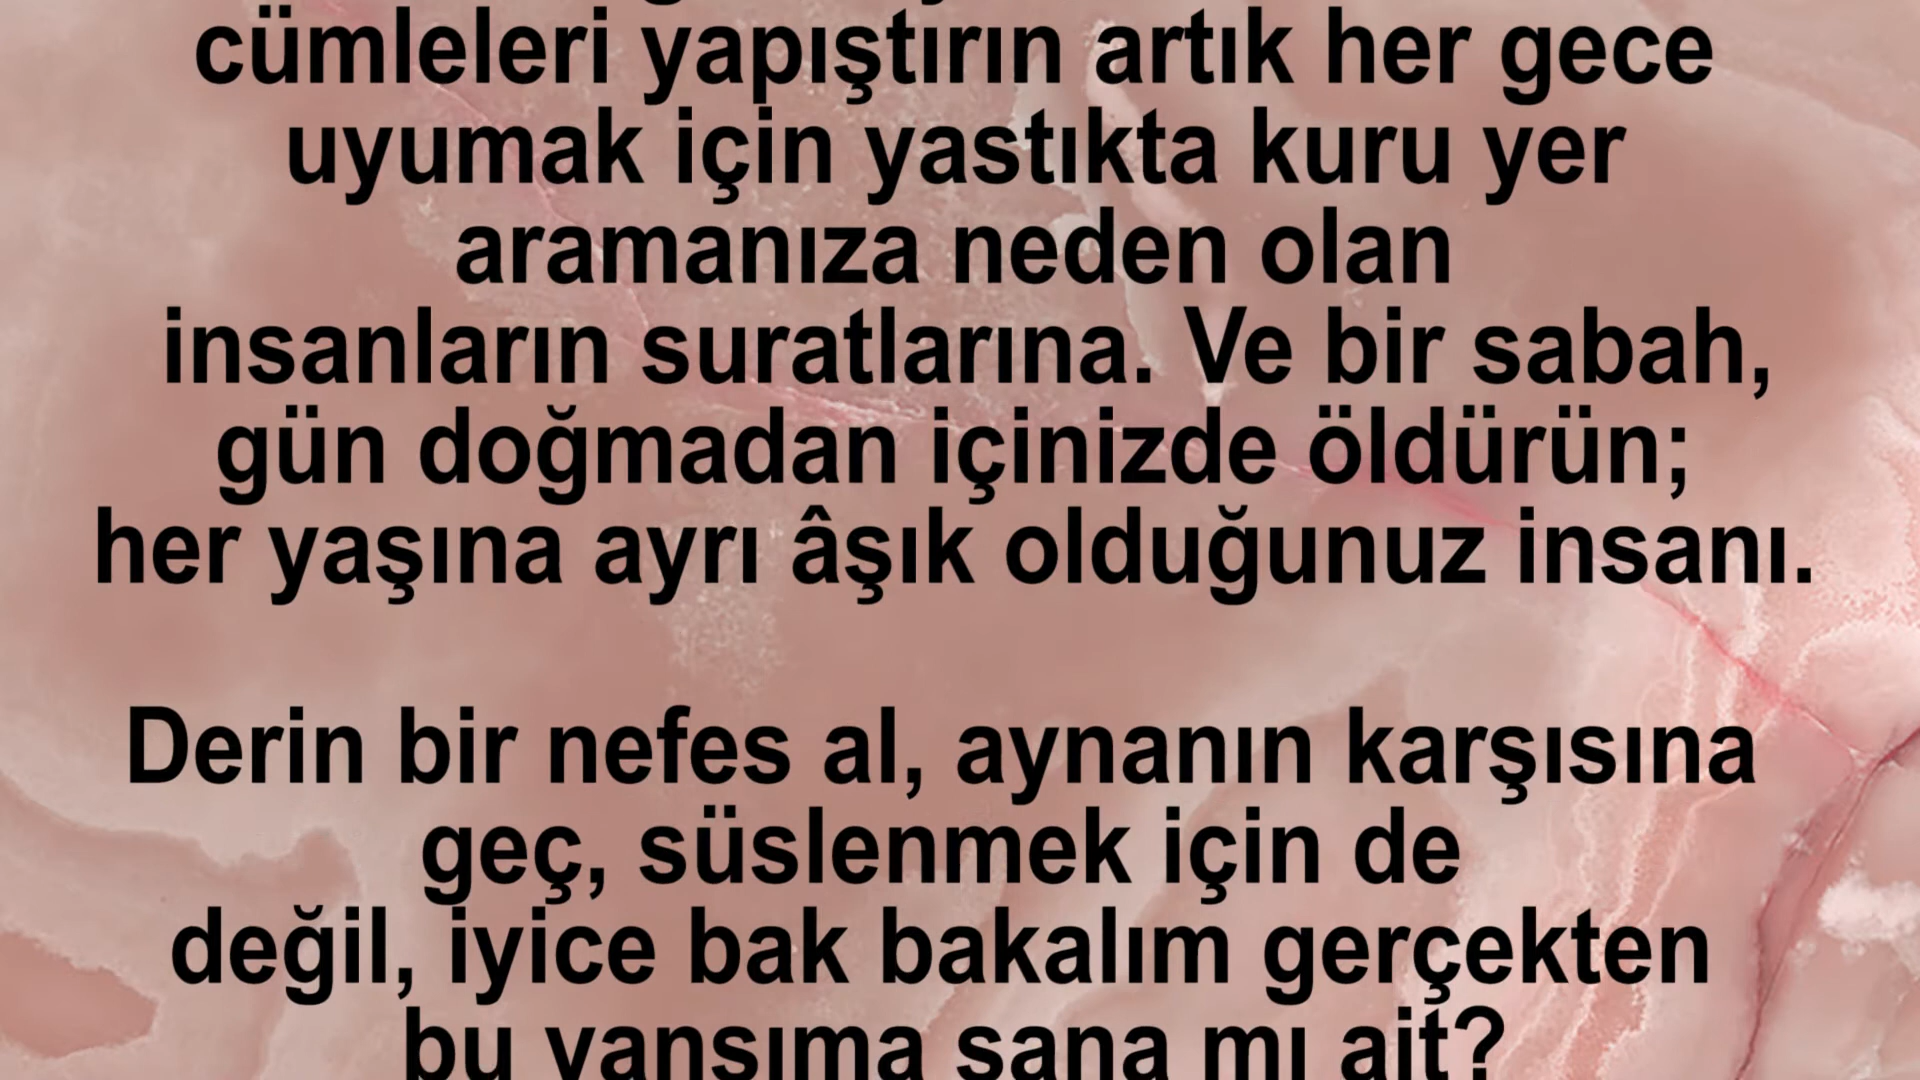 cümleleri yapıştırın artık her gece
uyumak için yastıkta kuru yer
aramanıza neden olan
insanların suratlarına. Ve bir sabah,
gün doğmadan içinizde öldürün;
her yaşına ayrı âşık olduğunuz insanı.
Derin bir nefes al, aynanın karşısına
geç, süslenmek için de
değil, iyice bak bakalım gerçekten
bu yansıma sana mı ait?